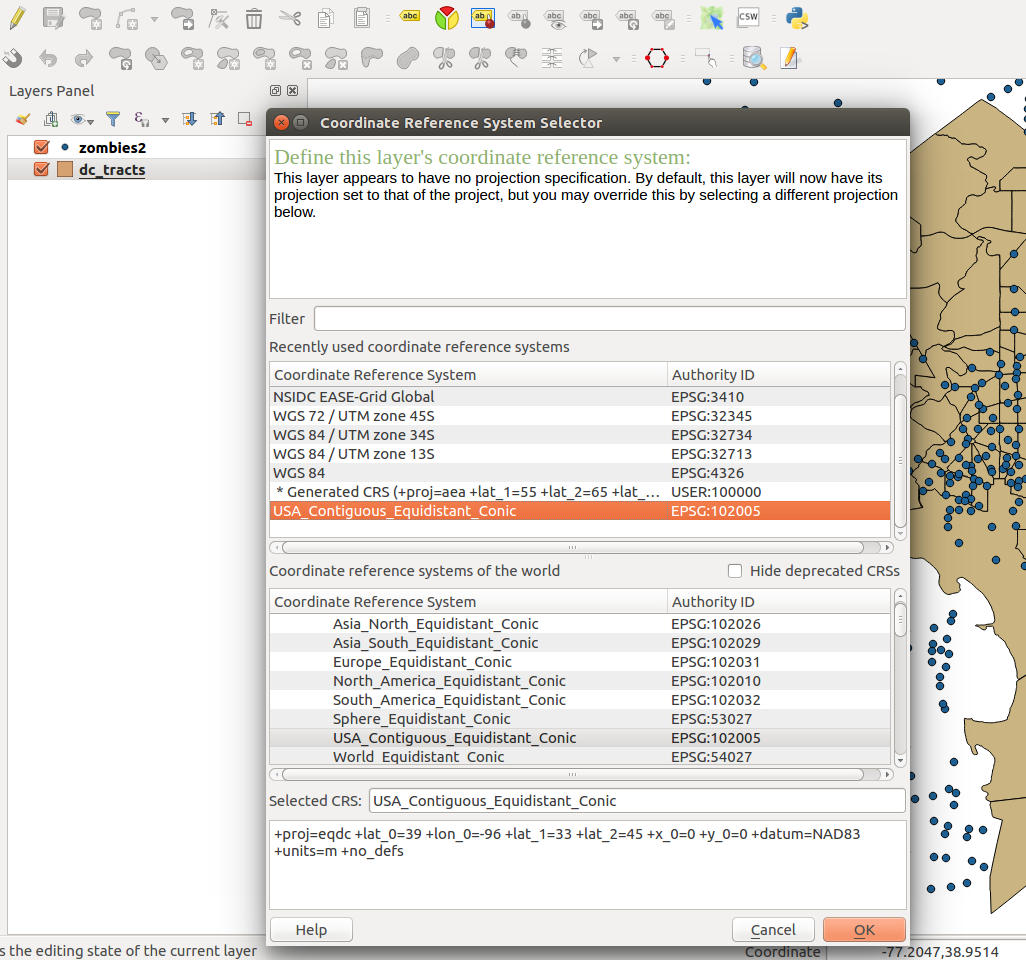 abc
ab
ab
abc
abc
abc
abc
CSW
Layers Panel
zombies2
dc_tracts
Coordinate Reference System Selector
Define this layer's coordinate reference system:
This layer appears to have no projection specification. By default, this layer will now have its
projection set to that of the project, but you may override this by selecting a different projection
below.
Filter
Recently used coordinate reference systems
Coordinate Reference System Authority ID
NSIDC EASE-Grid Global EPSG:3410
WGS 72 / UTM zone 45S EPSG:32345
WGS 84 / UTM zone 34S EPSG:32734
WGS 84 / UTM zone 13S EPSG:32713
WGS 84 EPSG:4326
* Generated CRS (+proj=aea +lat_1=55 +lat_2=65 +lat_... USER:100000
USA_Contiguous_Equidistant_Conic EPSG:102005
Coordinate reference systems of the world Hide deprecated CRSs
Coordinate Reference System Authority ID
Asia_North_Equidistant_Conic EPSG:102026
Asia_South_Equidistant_Conic EPSG:102029
Europe_Equidistant_Conic EPSG:102031
North_America_Equidistant_Conic EPSG:102010
South_America_Equidistant_Conic EPSG:102032
Sphere_Equidistant_Conic EPSG:53027
USA_Contiguous_Equidistant_Conic EPSG:102005
World_Equidistant_Conic EPSG:54027
Selected CRS: USA_Contiguous_Equidistant_Conic
+proj=eqdc +lat_0=39 +lon_0=-96 +lat_1=33 +lat_2=45 +x_0=0 +y_0=0 +datum=NAD83
+units=m +no_defs
Help Cancel OK
s the editing state of the current layer Coordinate -77.2047,38.9514